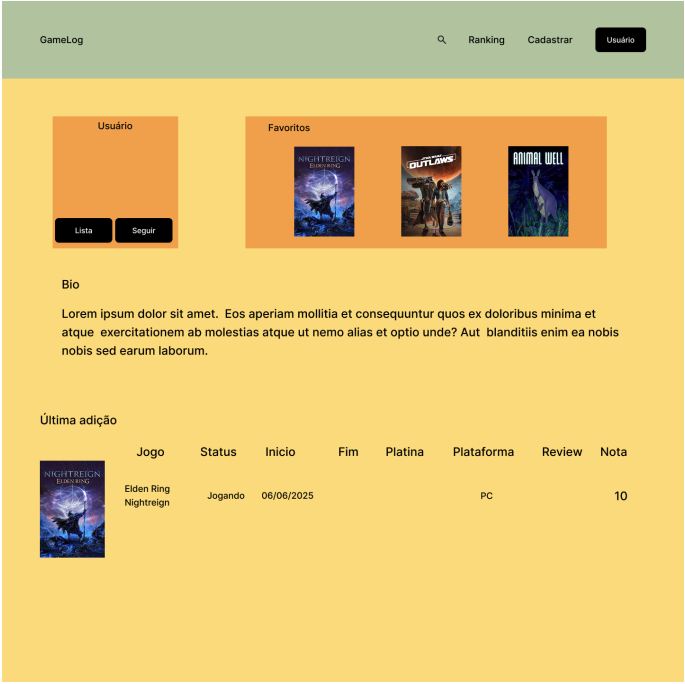 GameLog
Ranking
Cadastrar
Usuário
Usuário
Lista
Seguir
Favoritos
NIGHTREIGN
ELDEN RING
STAR WARS
OUTLAWS
ANIMAL WELL
Bio
Lorem ipsum dolor sit amet.  Eos aperiam mollitia et consequuntur quos ex doloribus minima et
atque  exercitationem ab molestias atque ut nemo alias et optio unde? Aut  blanditiis enim ea nobis
nobis sed earum laborum.
Última adição
Jogo Status Inicio Fim Platina Plataforma Review Nota
NIGHTREIGN
ELDEN RING
Elden Ring
Nightreign
Jogando 06/06/2025 PC 10